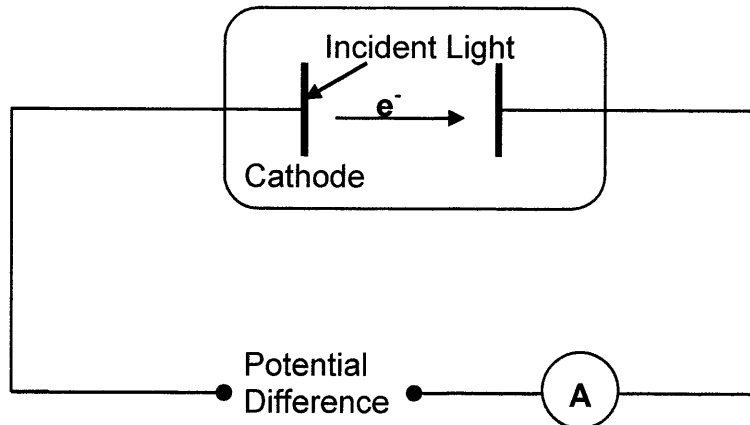 Incident Light
e-
Cathode
Potential
Difference
A